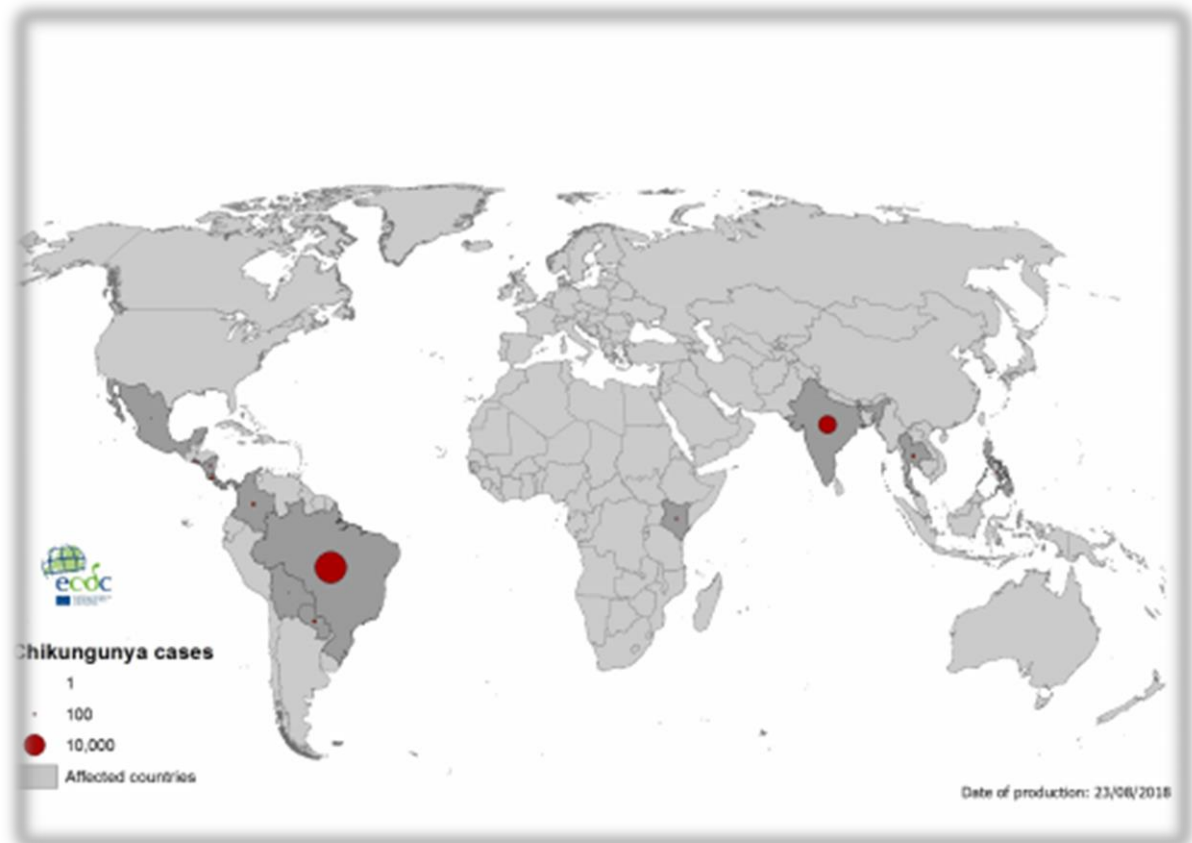 ecdc
Chikungunya cases
1
100
10,000
Affected countries
Date of production: 23/08/2018